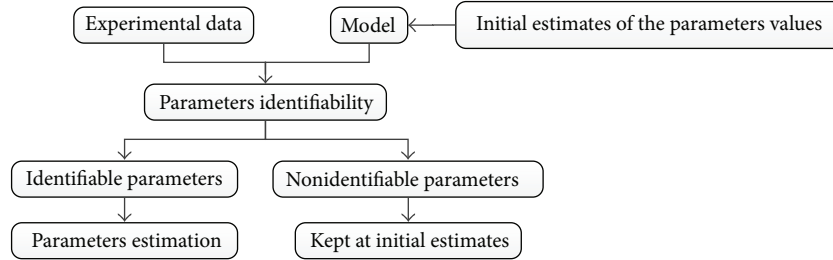 Experimental data
Model
Initial estimates of the parameters values
Parameters identifiability
Identifiable parameters
Nonidentifiable parameters
Parameters estimation
Kept at initial estimates